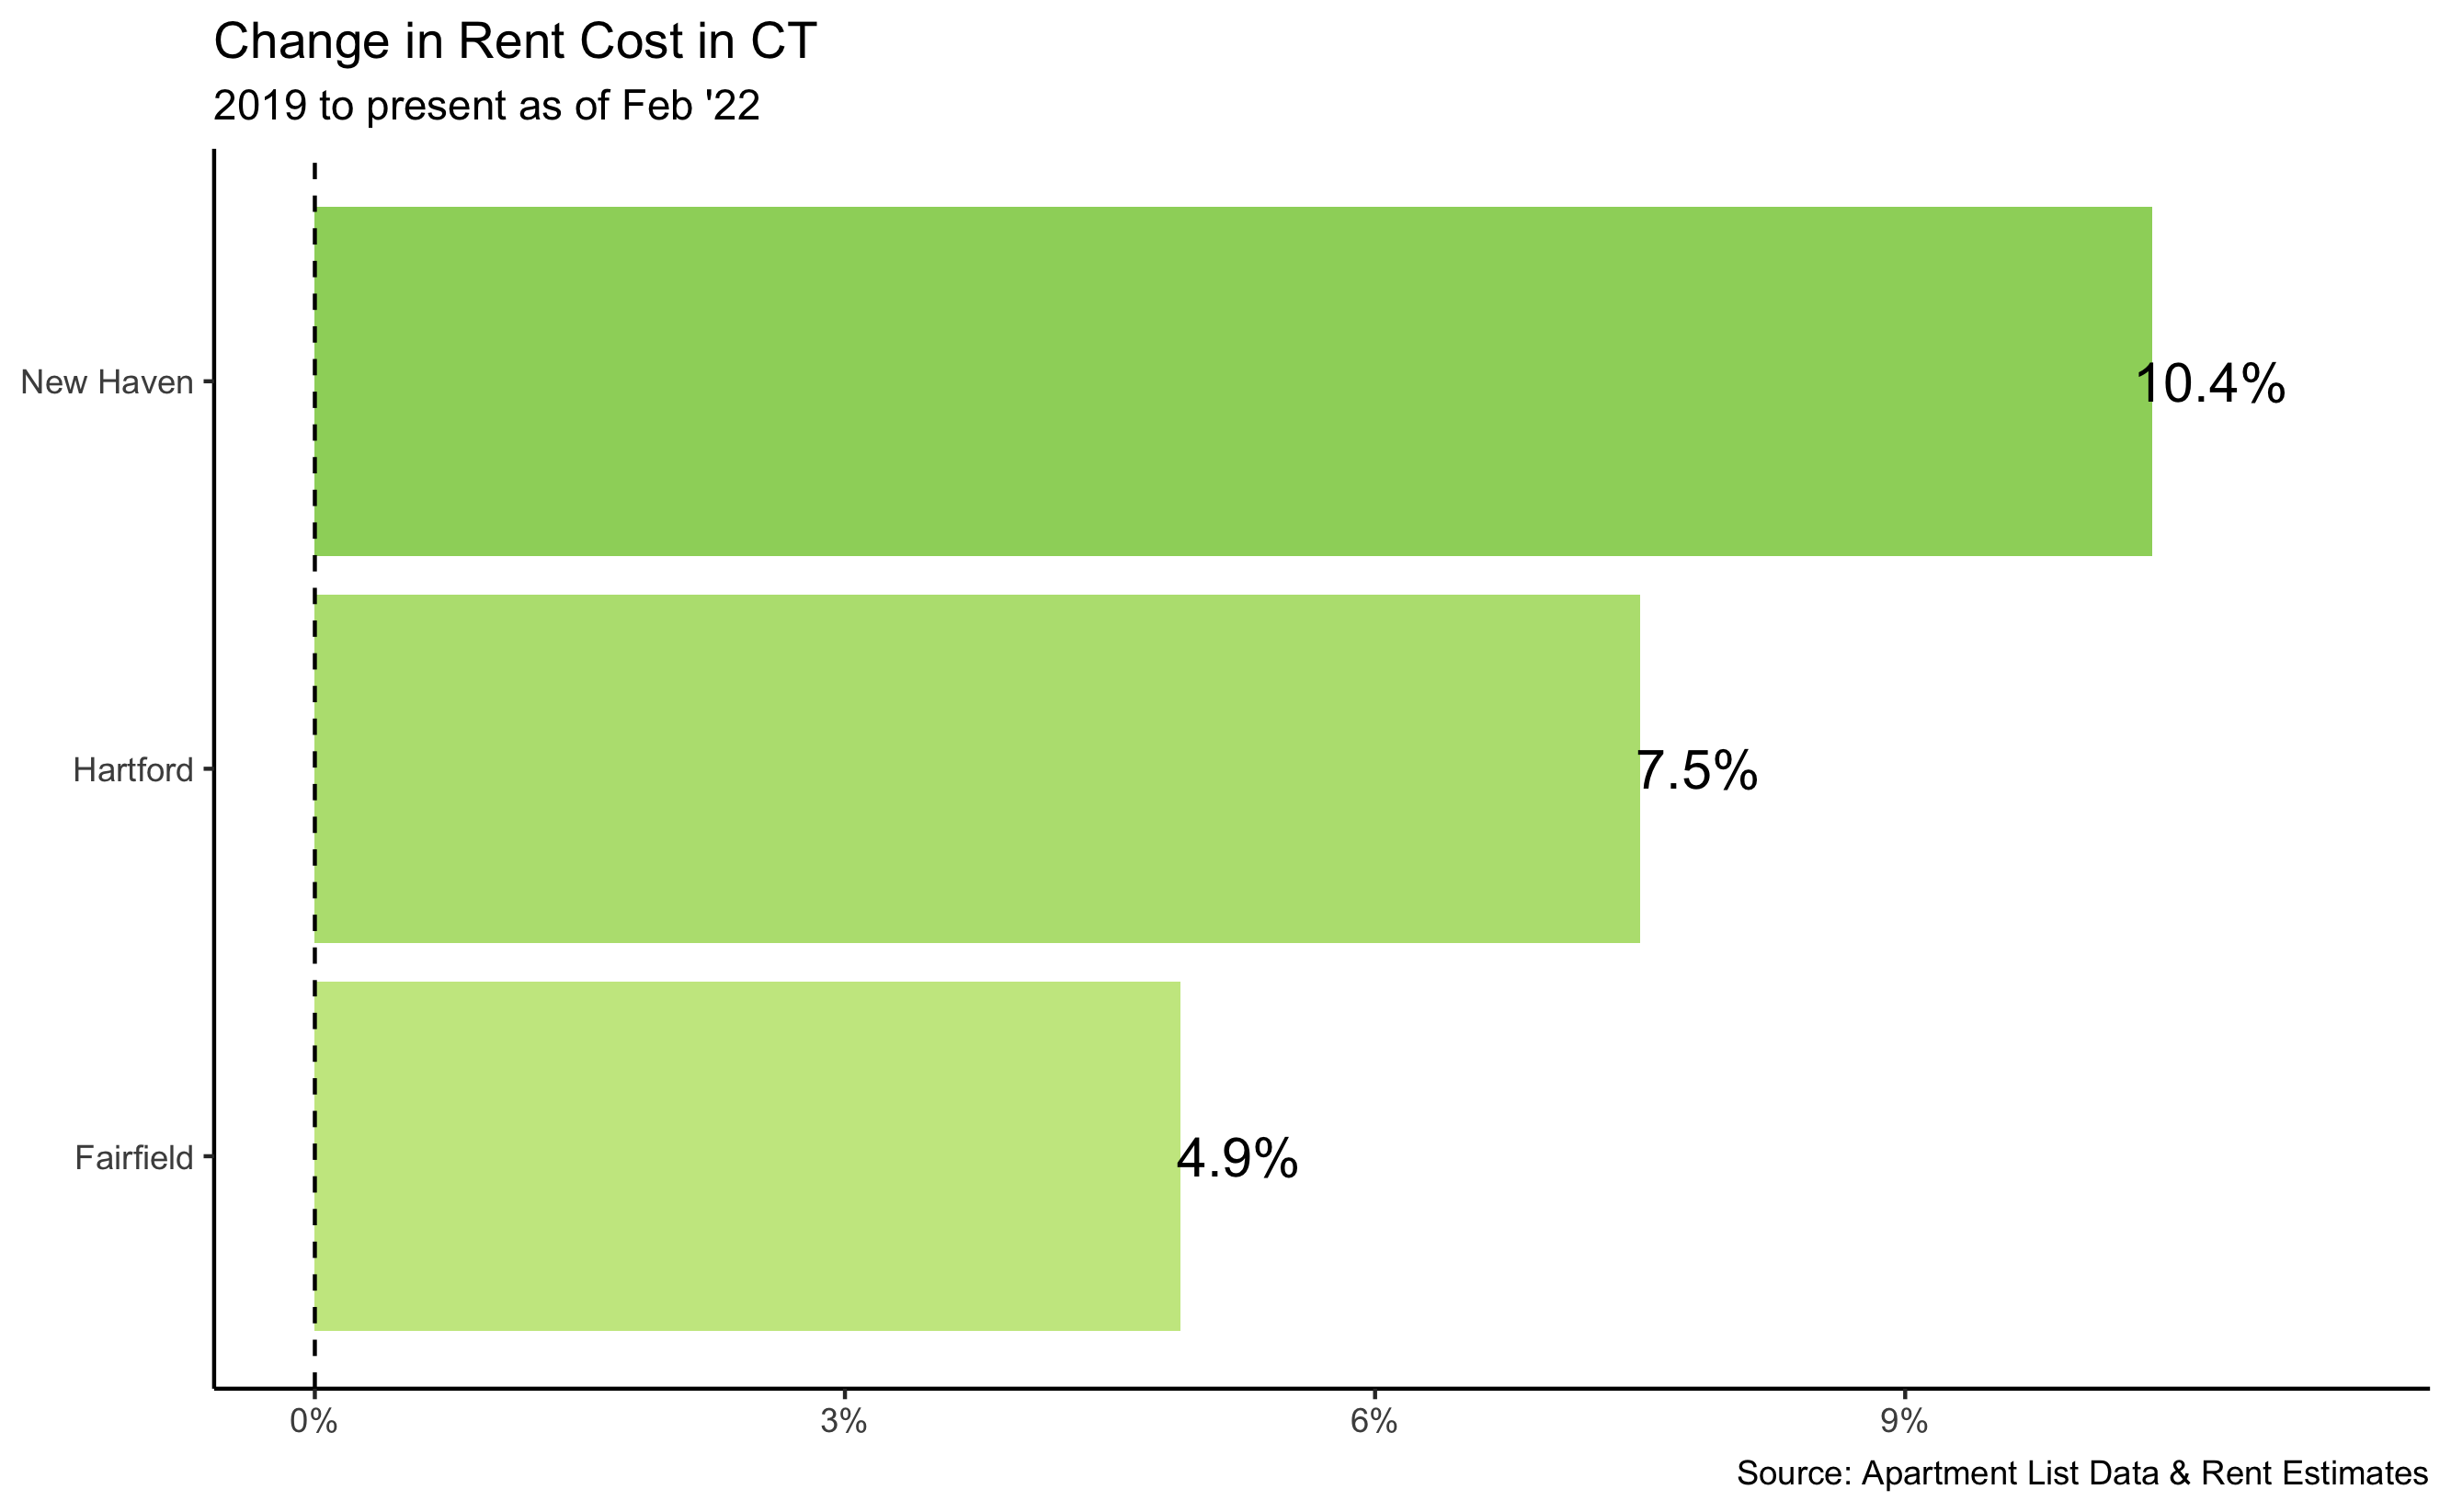 Change in Rent Cost in CT
2019 to present as of Feb '22
New Haven
10.4%
Hartford
7.5%
Fairfield
4.9%
0% 3% 6% 9%
Source: Apartment List Data & Rent Estimates